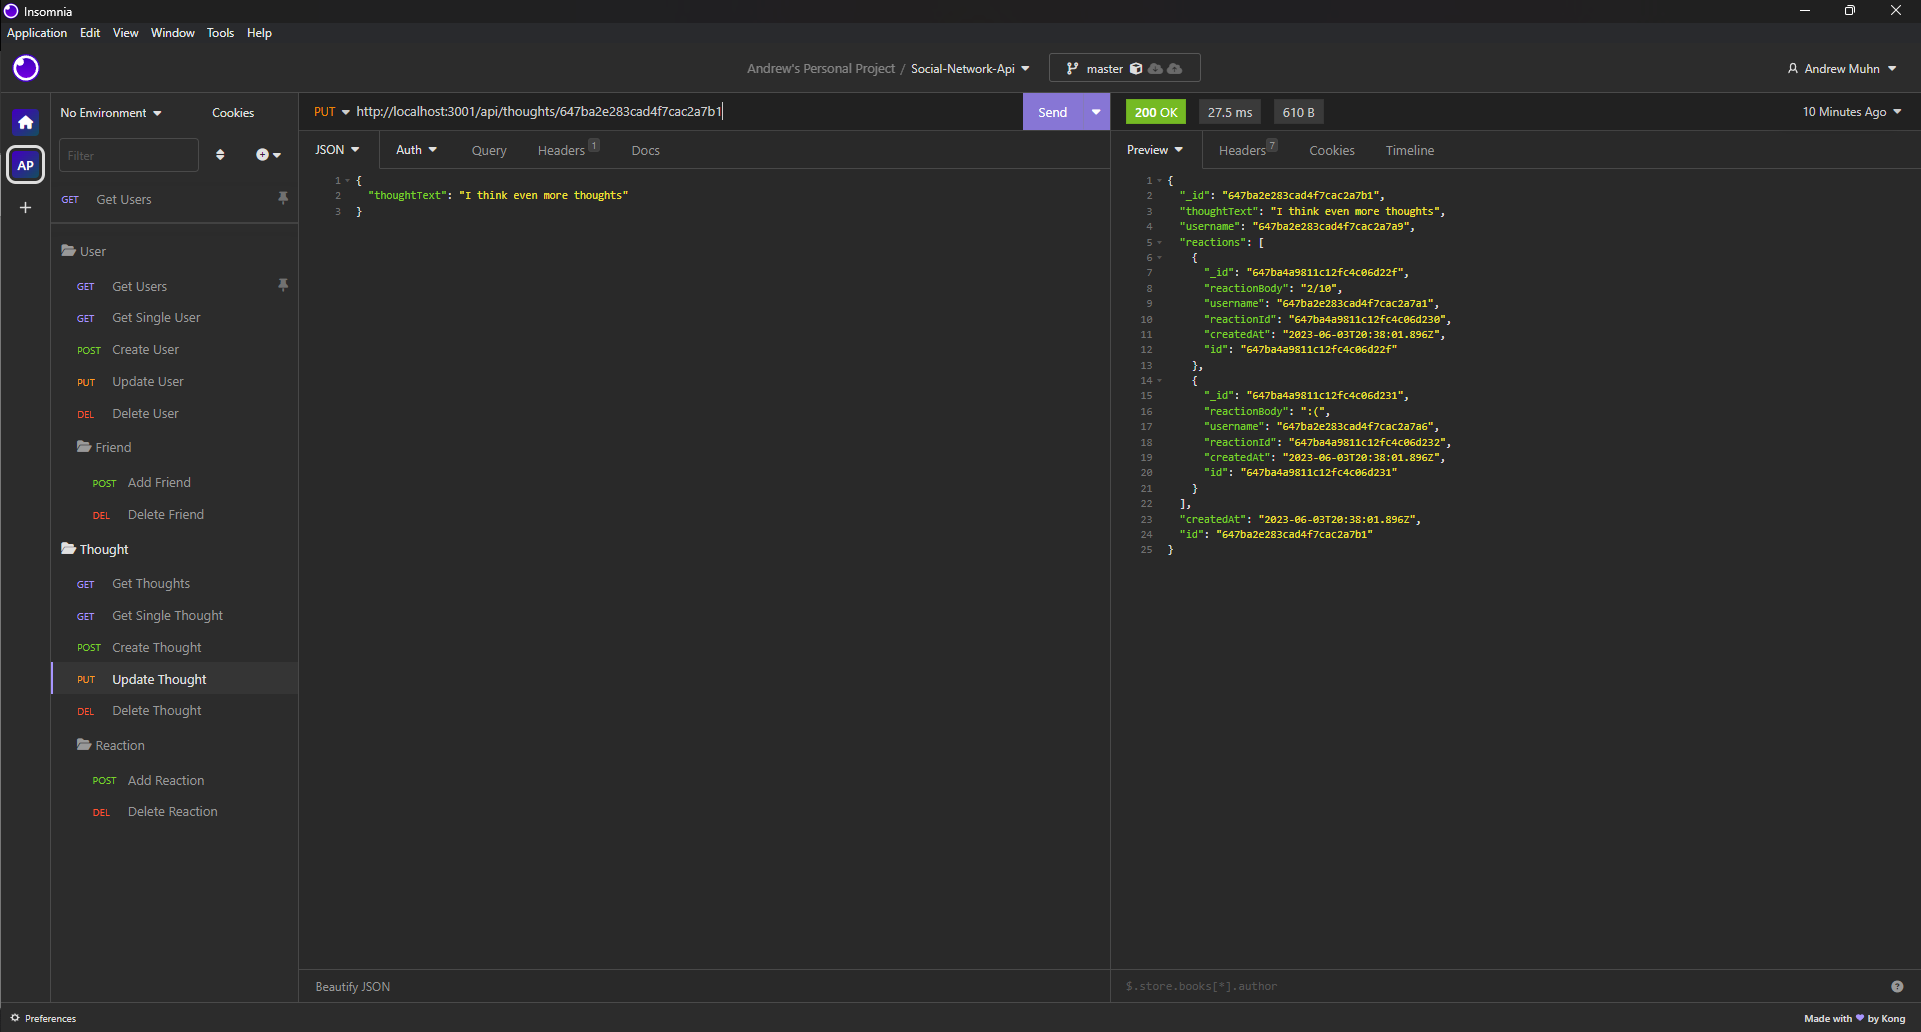 Insomnia
Application Edit View Window Tools Help
Andrew's Personal Project / Social-Network-Api master Andrew Muhn
No Environment Cookies
Filter
AP
GET Get Users
User
GET Get Users
GET Get Single User
POST Create User
PUT Update User
DEL Delete User
Friend
POST Add Friend
DEL Delete Friend
Thought
GET Get Thoughts
GET Get Single Thought
POST Create Thought
PUT Update Thought
DEL Delete Thought
Reaction
POST Add Reaction
DEL Delete Reaction
PUT http://localhost:3001/api/thoughts/647ba2e283cad4f7cac2a7b1 Send
JSON Auth Query Headers 1 Docs
1 {
2 "thoughtText": "I think even more thoughts"
3 }
Beautify JSON
200 OK 27.5 ms 610 B 10 Minutes Ago
Preview Headers 7 Cookies Timeline
1 {
2 "_id": "647ba2e283cad4f7cac2a7b1",
3 "thoughtText": "I think even more thoughts",
4 "username": "647ba2e283cad4f7cac2a7a9",
5 "reactions": [
6 {
7 "_id": "647ba4a9811c12fc4c06d22f",
8 "reactionBody": "2/10",
9 "username": "647ba2e283cad4f7cac2a7a1",
10 "reactionId": "647ba4a9811c12fc4c06d230",
11 "createdAt": "2023-06-03T20:38:01.896Z",
12 "id": "647ba4a9811c12fc4c06d22f"
13 },
14 {
15 "_id": "647ba4a9811c12fc4c06d231",
16 "reactionBody": ":(",
17 "username": "647ba2e283cad4f7cac2a7a6",
18 "reactionId": "647ba4a9811c12fc4c06d232",
19 "createdAt": "2023-06-03T20:38:01.896Z",
20 "id": "647ba4a9811c12fc4c06d231"
21 }
22 ],
23 "createdAt": "2023-06-03T20:38:01.896Z",
24 "id": "647ba2e283cad4f7cac2a7b1"
25 }
$.store.books[*].author
Preferences
Made with ♥ by Kong